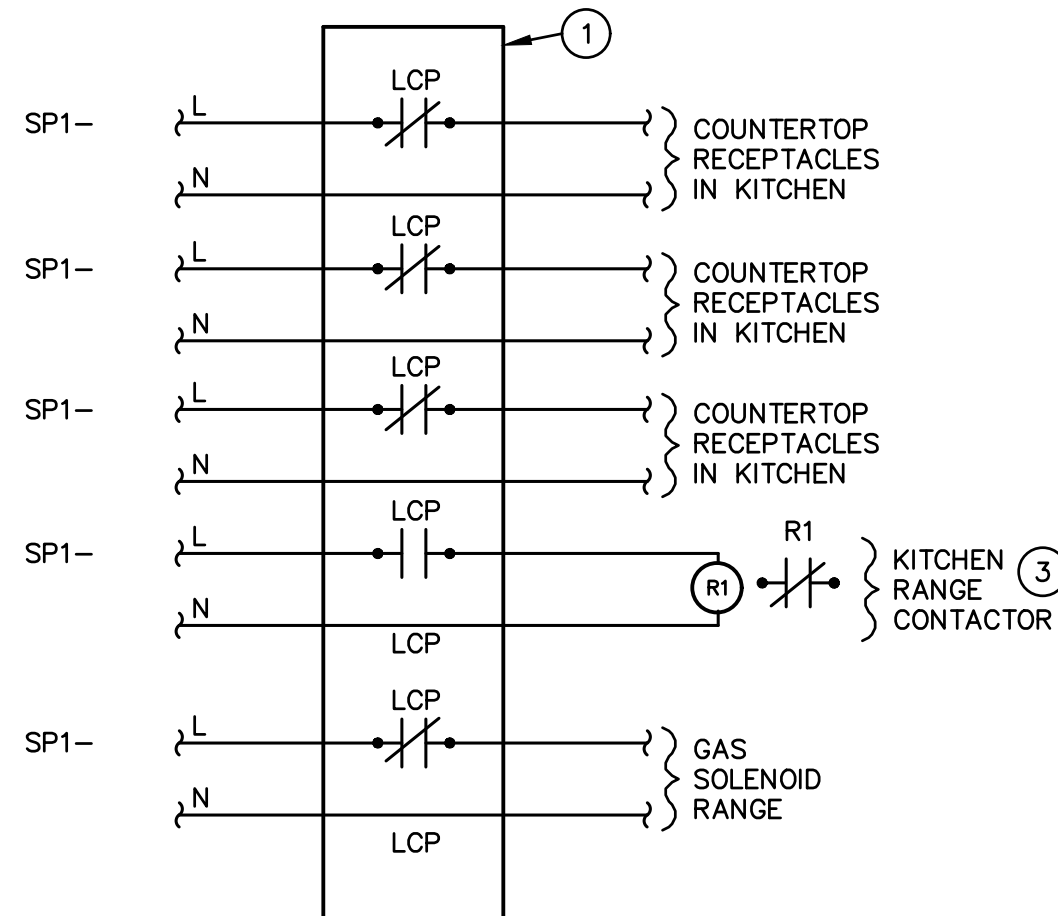 1
LCP
SP1- L
COUNTERTOP
RECEPTACLES
IN KITCHEN
N
LCP
SP1- L
COUNTERTOP
RECEPTACLES
IN KITCHEN
N
LCP
SP1- L
COUNTERTOP
RECEPTACLES
IN KITCHEN
N
LCP
SP1- L
R1
R1
KITCHEN
RANGE
CONTACTOR
3
N
LCP
LCP
SP1- L
GAS
SOLENOID
RANGE
N
LCP